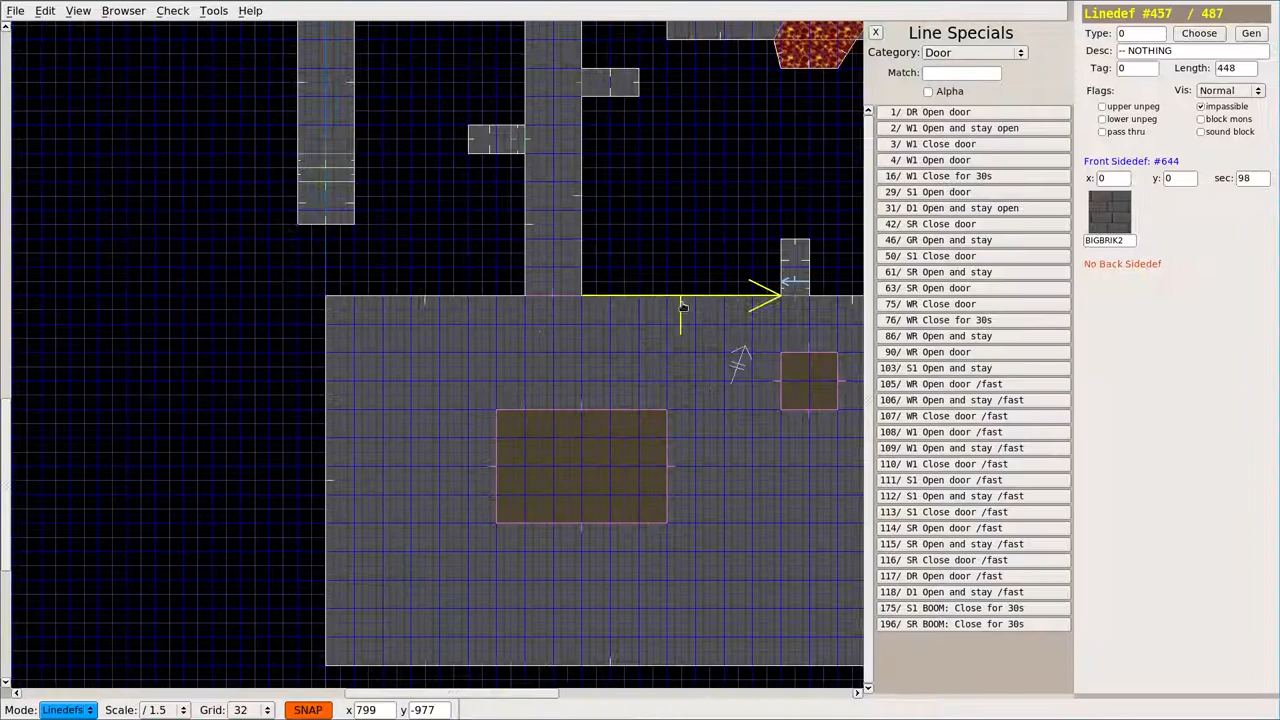 File Edit View Browser Check Tools Help
X Line Specials
Category: Door
Match:
Alpha
1/ DR Open door
2/ W1 Open and stay open
3/ W1 Close door
4/ W1 Open door
16/ W1 Close for 30s
29/ S1 Open door
31/ D1 Open and stay open
42/ SR Close door
46/ GR Open and stay
50/ S1 Close door
61/ SR Open and stay
63/ SR Open door
75/ WR Close door
76/ WR Close for 30s
86/ WR Open and stay
90/ WR Open door
103/ S1 Open and stay
105/ WR Open door /fast
106/ WR Open and stay /fast
107/ WR Close door /fast
108/ W1 Open door /fast
109/ W1 Open and stay /fast
110/ W1 Close door /fast
111/ S1 Open door /fast
112/ S1 Open and stay /fast
113/ S1 Close door /fast
114/ SR Open door /fast
115/ SR Open and stay /fast
116/ SR Close door /fast
117/ DR Open door /fast
118/ D1 Open and stay /fast
175/ S1 BOOM: Close for 30s
196/ SR BOOM: Close for 30s
Linedef #457 / 487
Type: 0 Choose Gen
Desc: -- NOTHING
Tag: 0 Length: 448
Flags: Vis: Normal
upper unpeg impassible
lower unpeg block mons
pass thru sound block
Front Sidedef: #644
x: 0 y: 0 sec: 98
BIGBRIK2
No Back Sidedef
Mode: Linedefs Scale: / 1.5 Grid: 32 SNAP x 799 y -977